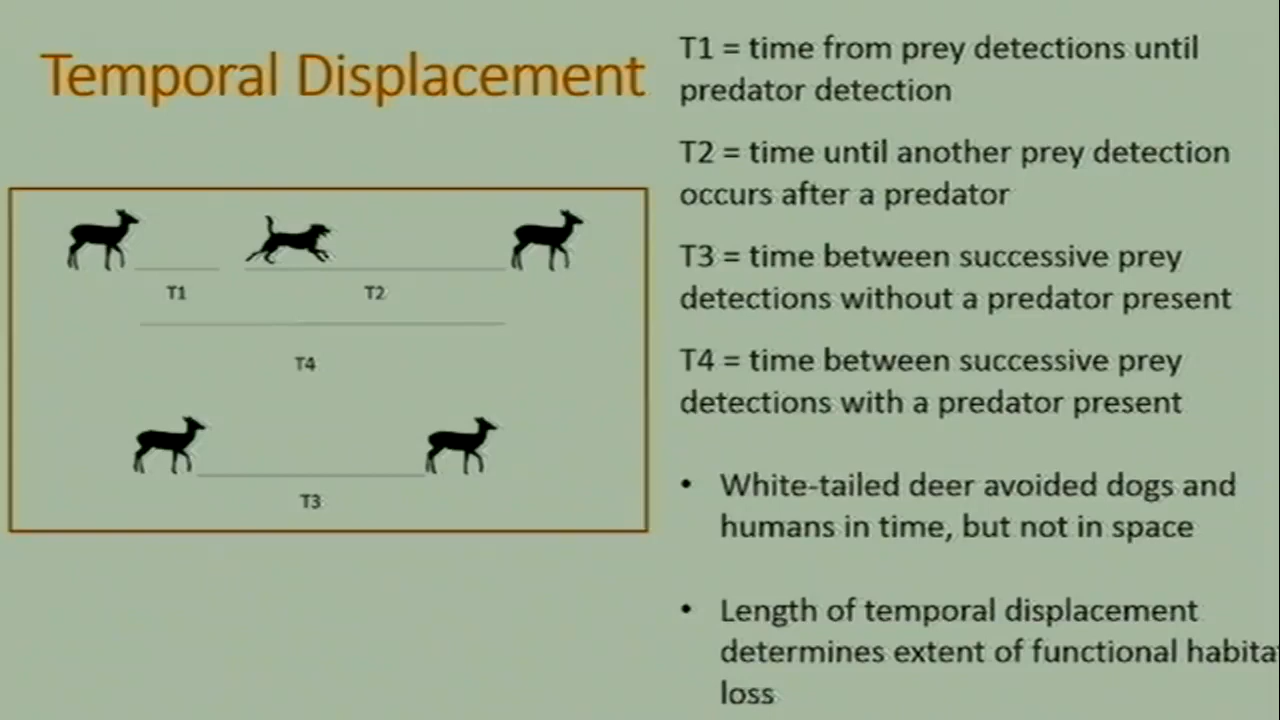 Temporal Displacement
T1 = time from prey detections until
predator detection
T2 = time until another prey detection
occurs after a predator
T3 = time between successive prey
detections without a predator present
T4 = time between successive prey
detections with a predator present
• White-tailed deer avoided dogs and
humans in time, but not in space
• Length of temporal displacement
determines extent of functional habita
loss
T1
T2
T4
T3